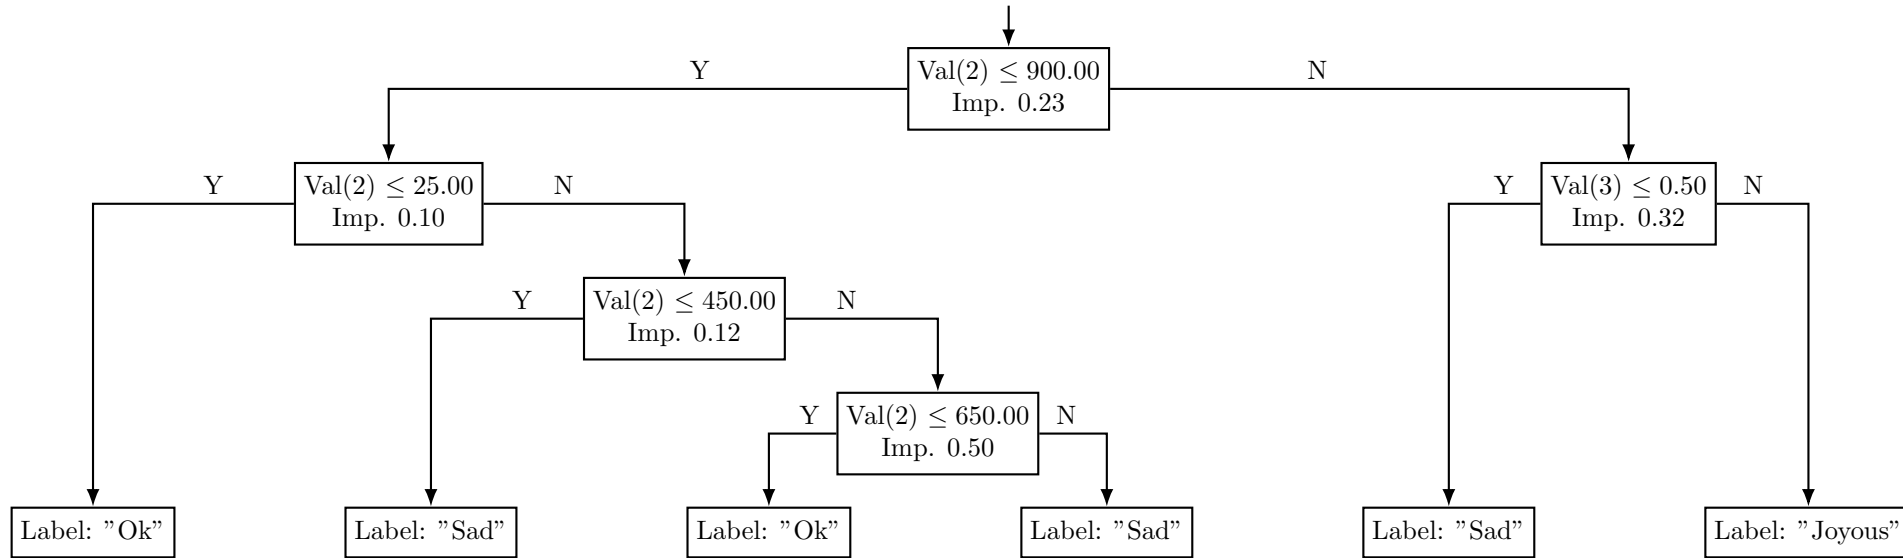 Y
Val(2) ≤ 900.00
Imp. 0.23
N
Y
Val(2) ≤ 25.00
Imp. 0.10
N
Y
Val(3) ≤ 0.50
Imp. 0.32
N
Y
Val(2) ≤ 450.00
Imp. 0.12
N
Y
Val(2) ≤ 650.00
Imp. 0.50
N
Label: ”Ok”
Label: ”Sad”
Label: ”Ok”
Label: ”Sad”
Label: ”Sad”
Label: ”Joyous”